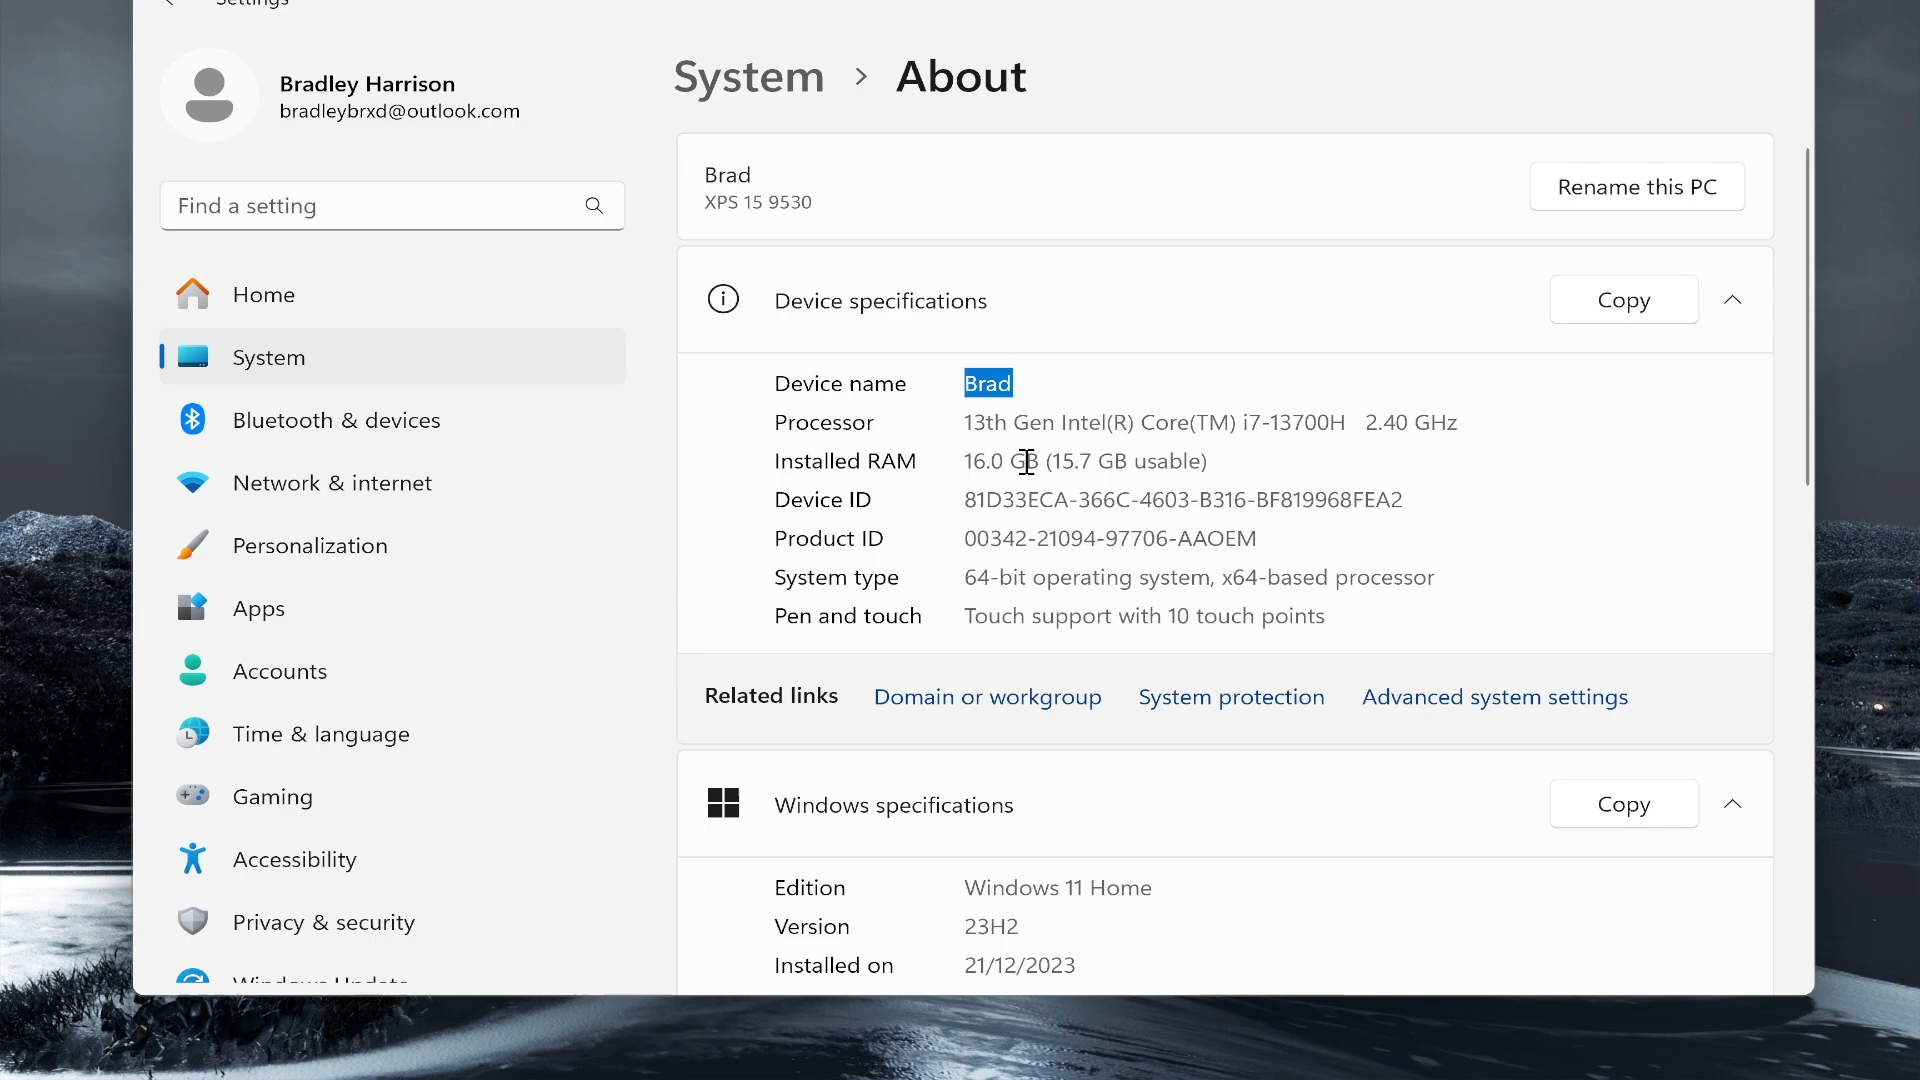 Settings
Bradley Harrison
bradleybrxd@outlook.com
Find a setting
Home
System
Bluetooth & devices
Network & internet
Personalization
Apps
Accounts
Time & language
Gaming
Accessibility
Privacy & security
Windows Update
System > About
Brad
XPS 15 9530
Rename this PC
Device specifications
Copy
Device name Brad
Processor 13th Gen Intel(R) Core(TM) i7-13700H 2.40 GHz
Installed RAM 16.0 GB (15.7 GB usable)
Device ID 81D33ECA-366C-4603-B316-BF819968FEA2
Product ID 00342-21094-97706-AAOEM
System type 64-bit operating system, x64-based processor
Pen and touch Touch support with 10 touch points
Related links Domain or workgroup System protection Advanced system settings
Windows specifications
Copy
Edition Windows 11 Home
Version 23H2
Installed on 21/12/2023